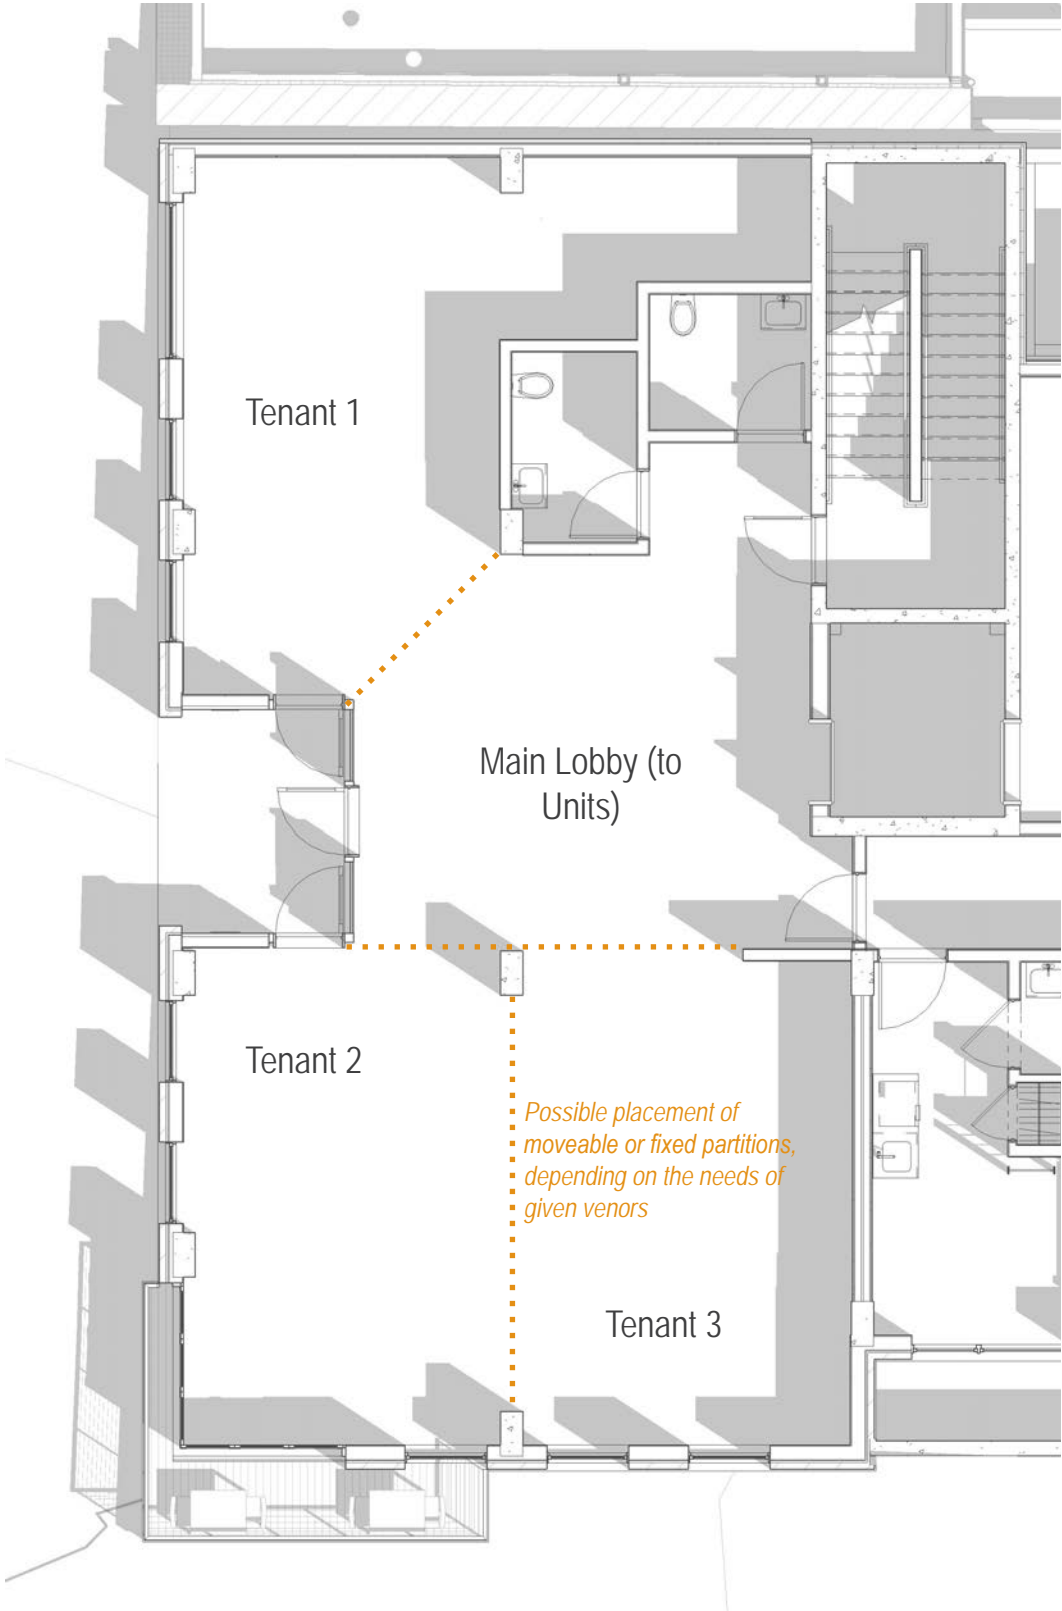 Tenant 1
Main Lobby (to
Units)
Tenant 2
Possible placement of
moveable or fixed partitions,
depending on the needs of
given venors
Tenant 3